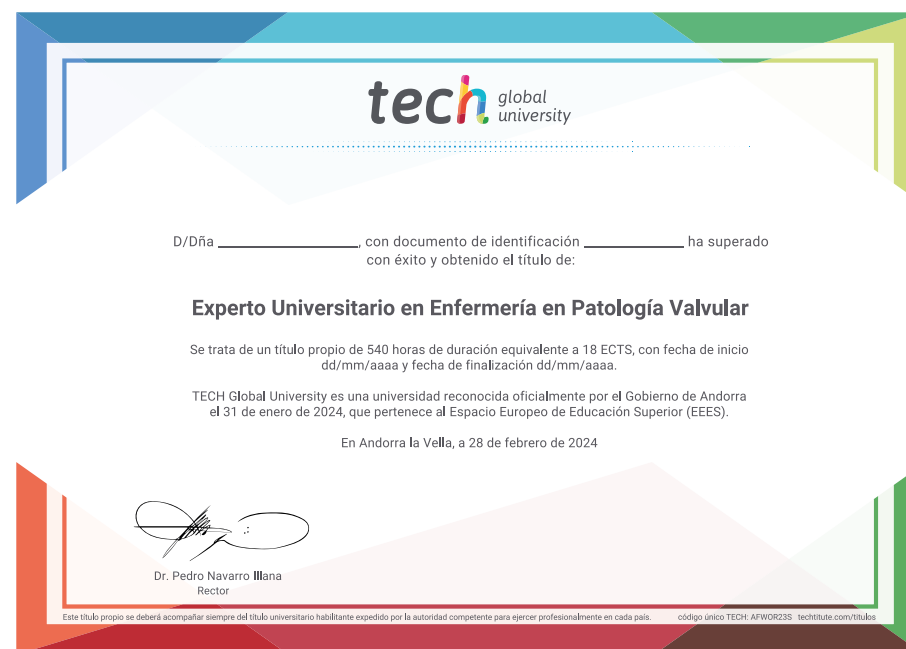 tech global university
D/Dña ____________________, con documento de identificación ______________ ha superado
con éxito y obtenido el título de:
Experto Universitario en Enfermería en Patología Valvular
Se trata de un título propio de 540 horas de duración equivalente a 18 ECTS, con fecha de inicio
dd/mm/aaaa y fecha de finalización dd/mm/aaaa.
TECH Global University es una universidad reconocida oficialmente por el Gobierno de Andorra
el 31 de enero de 2024, que pertenece al Espacio Europeo de Educación Superior (EEES).
En Andorra la Vella, a 28 de febrero de 2024
Dr. Pedro Navarro Illana
Rector
Este título propio se deberá acompañar siempre del título universitario habilitante expedido por la autoridad competente para ejercer profesionalmente en cada país. código único TECH: AFWOR23S techtitute.com/titulos